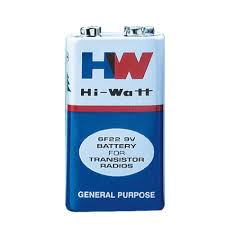 HW
Hi-Watt
6F22 9V
BATTERY
FOR
TRANSISTOR
RADIOS
GENERAL PURPOSE